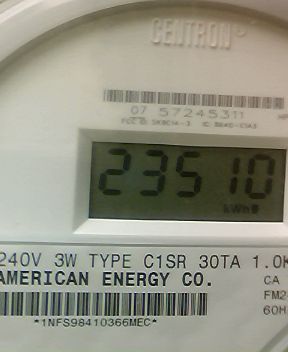 CENTRON®
07 57245311
23510
kWh
240V 3W TYPE C1SR 30TA 1.0K
AMERICAN ENERGY CO.
CA
FM2
60H
*1NFS98410366MEC*